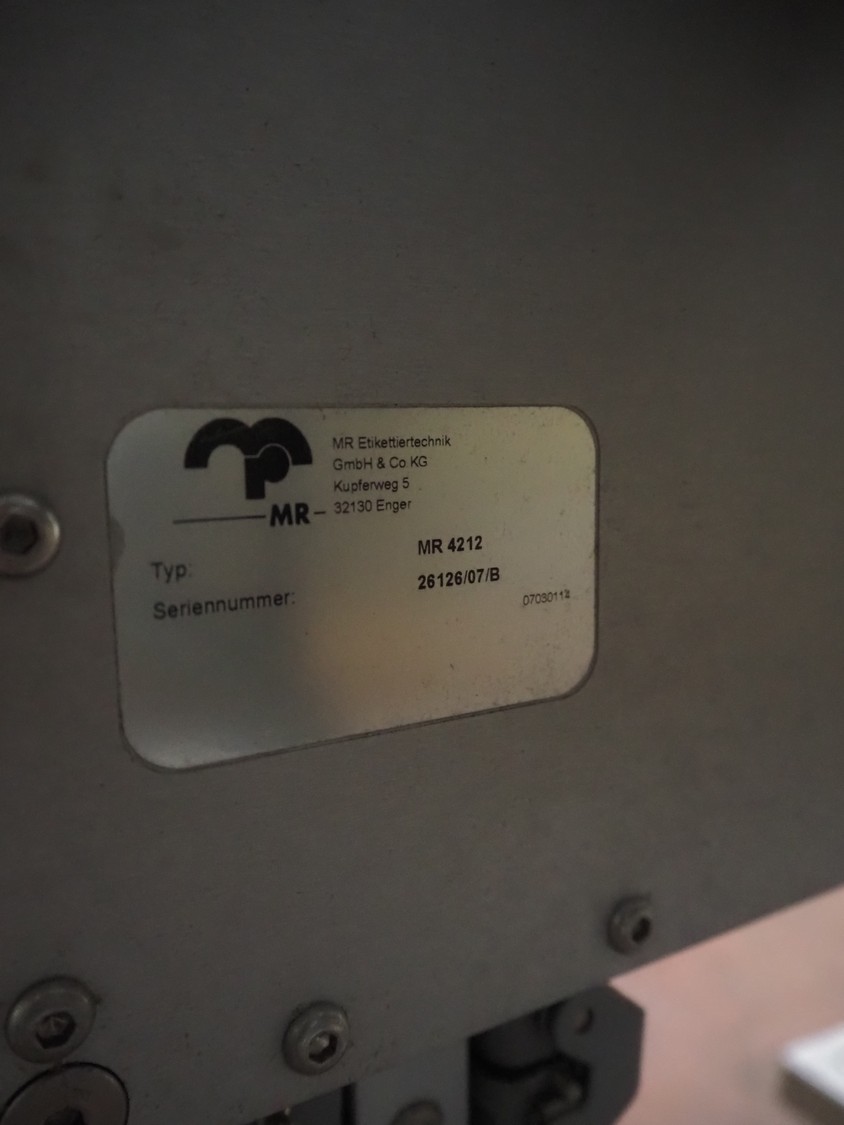 MR
MR Etikettiertechnik
GmbH & Co KG
Kupferweg 5
32130 Enger
Typ: MR 4212
Seriennummer: 26126/07/B